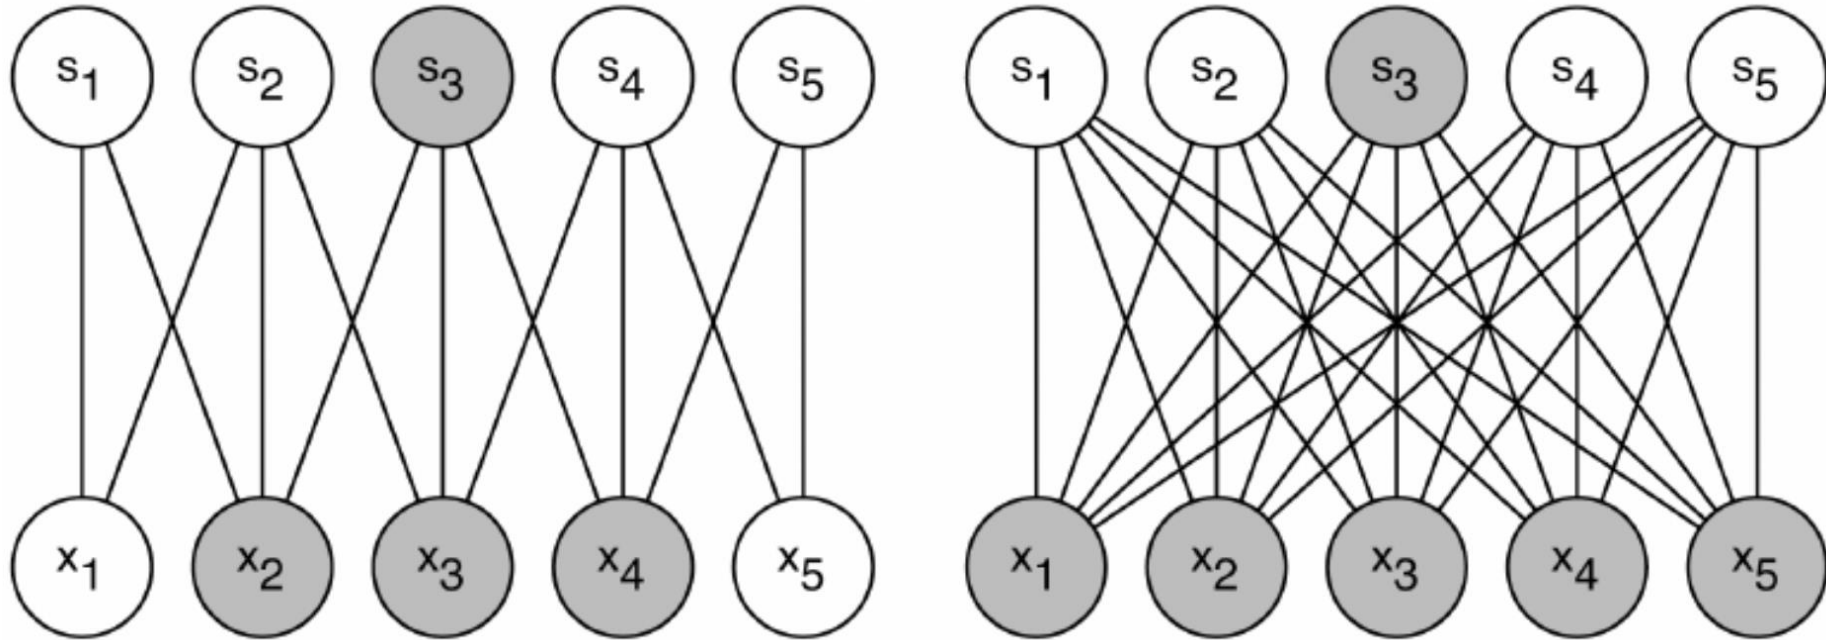 s1 s2 s3 s4 s5 s1 s2 s3 s4 s5
x1 x2 x3 x4 x5 x1 x2 x3 x4 x5